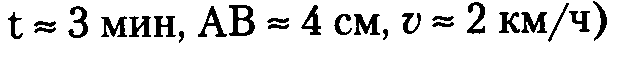 t ≈ 3 мин, AB ≈ 4 см, v ≈ 2 км/ч)